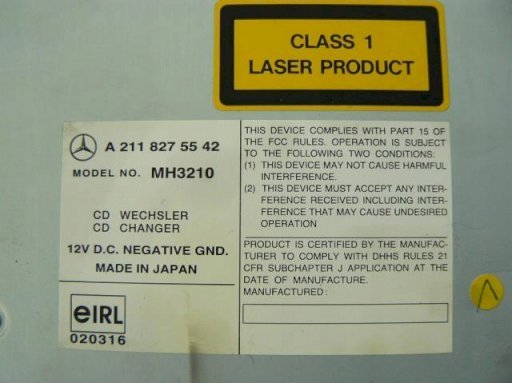 CLASS 1
LASER PRODUCT
A 211 827 55 42
MODEL NO. MH3210
CD WECHSLER
CD CHANGER
12V D.C. NEGATIVE GND.
MADE IN JAPAN
eIRL
020316
THIS DEVICE COMPLIES WITH PART 15 OF
THE FCC RULES. OPERATION IS SUBJECT
TO THE FOLLOWING TWO CONDITIONS:
(1) THIS DEVICE MAY NOT CAUSE HARMFUL
INTERFERENCE.
(2) THIS DEVICE MUST ACCEPT ANY INTER-
FERENCE RECEIVED INCLUDING INTER-
FERENCE THAT MAY CAUSE UNDESIRED
OPERATION
PRODUCT IS CERTIFIED BY THE MANUFAC-
TURER TO COMPLY WITH DHHS RULES 21
CFR SUBCHAPTER J APPLICATION AT THE
DATE OF MANUFACTURE.
MANUFACTURED: